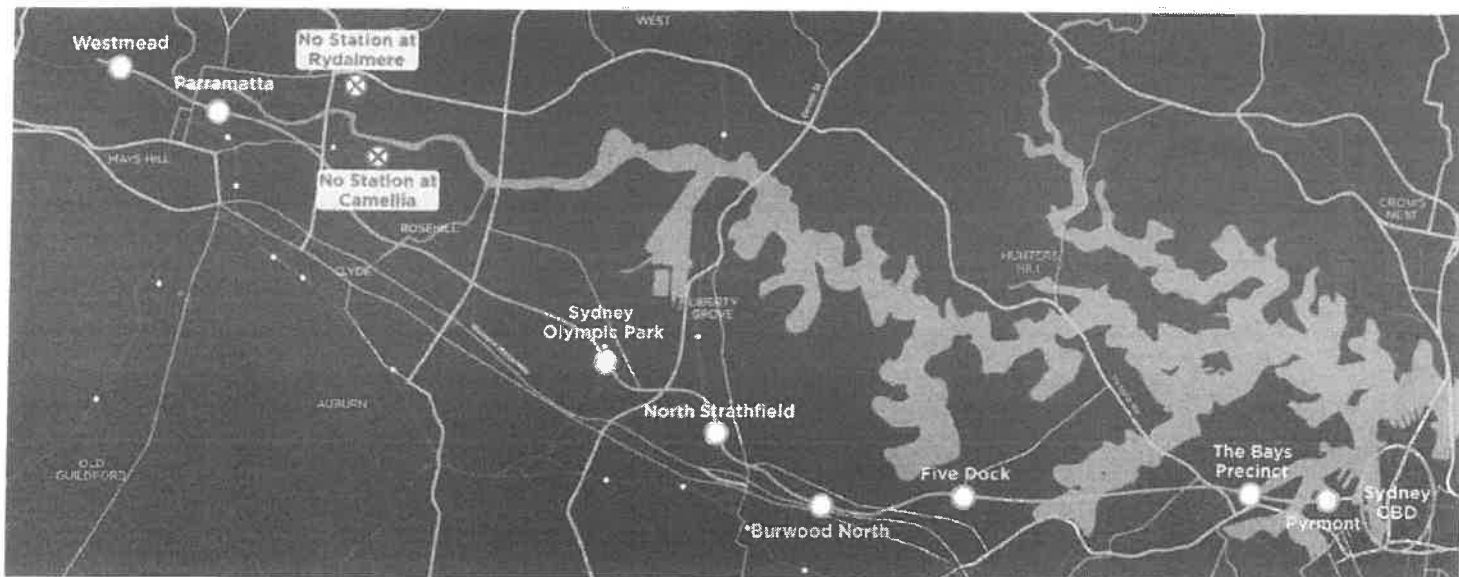 WEST
Westmead
No Station at
Rydalmere
Parramatta
MAYS HILL
No Station at
Camellia
ROSEHILL
CLYDE
CROWS
NEST
HUNTERS
HILL
LIBERTY
GROVE
Sydney
Olympic Park
AUBURN
North Strathfield
OLD
GUILDFORD
Five Dock
The Bays
Precinct
Burwood North
Pyrmont
Sydney
CBD